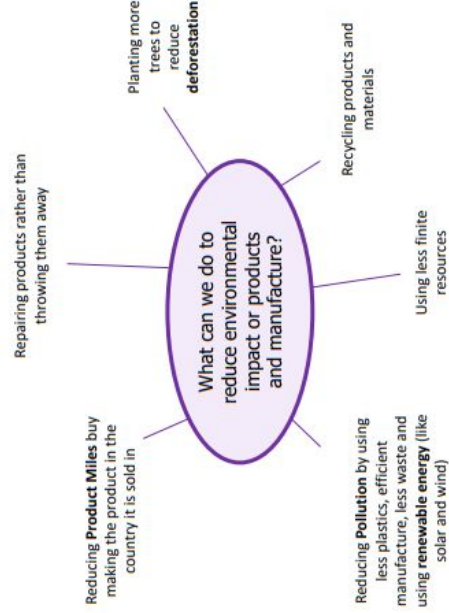 Repairing products rather than
throwing them away
Planting more
trees to
reduce
deforestation
Reducing Product Miles buy
making the product in the
country it is sold in
What can we do to
reduce environmental
impact or products
and manufacture?
Recycling products and
materials
Reducing Pollution by using
less plastics, efficient
manufacture, less waste and
using renewable energy (like
solar and wind)
Using less finite
resources